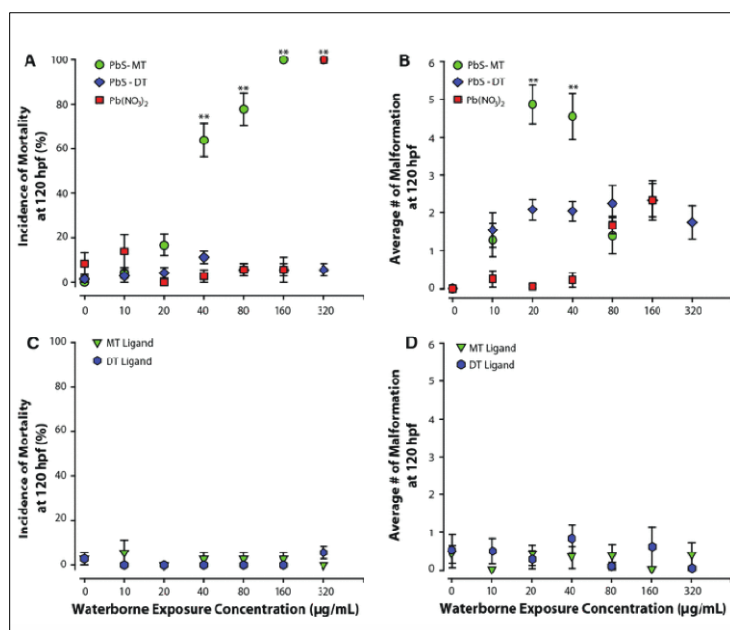 A
PbS-MT
PbS-DT
Pb(NO3)2
Incidence of Mortality
at 120 hpf (%)
100
80
60
40
20
0
** ** ** **
0 10 20 40 80 160 320
B
PbS-MT
PbS-DT
Pb(NO3)2
Average # of Malformation
at 120 hpf
6
5
4
3
2
1
0
** **
0 10 20 40 80 160 320
C
MT Ligand
DT Ligand
Incidence of Mortality
at 120 hpf (%)
100
80
60
40
20
0
0 10 20 40 80 160 320
Waterborne Exposure Concentration (µg/mL)
D
MT Ligand
DT Ligand
Average # of Malformation
at 120 hpf
6
5
4
3
2
1
0
0 10 20 40 80 160 320
Waterborne Exposure Concentration (µg/mL)